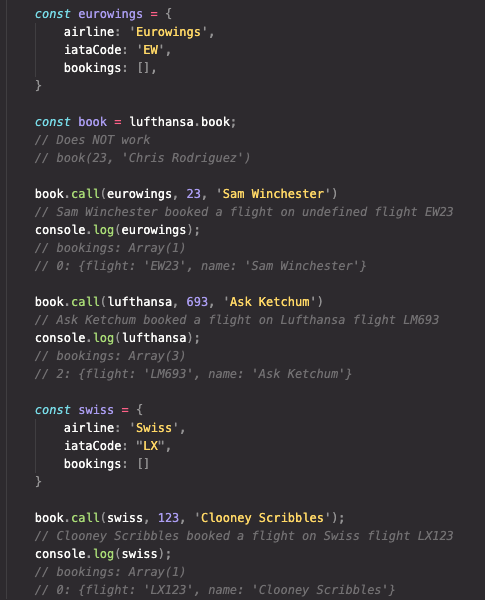 const eurowings = {
    airline: 'Eurowings',
    iataCode: 'EW',
    bookings: [],
}
const book = lufthansa.book;
// Does NOT work
// book(23, 'Chris Rodriguez')
book.call(eurowings, 23, 'Sam Winchester')
// Sam Winchester booked a flight on undefined flight EW23
console.log(eurowings);
// bookings: Array(1)
// 0: {flight: 'EW23', name: 'Sam Winchester'}
book.call(lufthansa, 693, 'Ask Ketchum')
// Ask Ketchum booked a flight on Lufthansa flight LM693
console.log(lufthansa);
// bookings: Array(3)
// 2: {flight: 'LM693', name: 'Ask Ketchum'}
const swiss = {
    airline: 'Swiss',
    iataCode: "LX",
    bookings: []
}
book.call(swiss, 123, 'Clooney Scribbles');
// Clooney Scribbles booked a flight on Swiss flight LX123
console.log(swiss);
// bookings: Array(1)
// 0: {flight: 'LX123', name: 'Clooney Scribbles'}